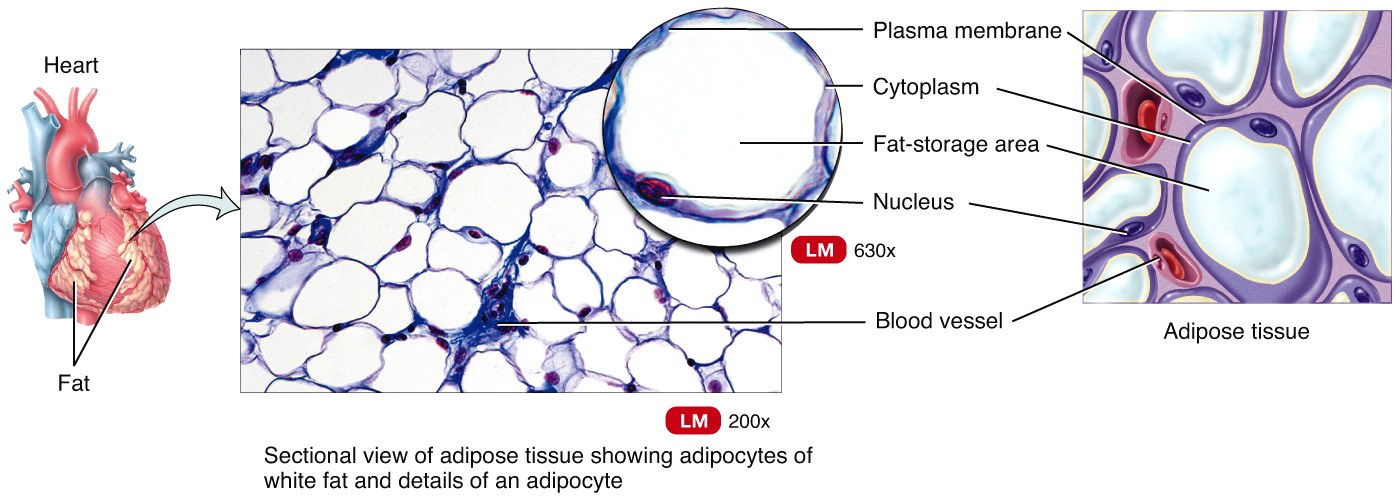 Heart
Fat
Plasma membrane
Cytoplasm
Fat-storage area
Nucleus
LM 630x
Blood vessel
Adipose tissue
LM 200x
Sectional view of adipose tissue showing adipocytes of
white fat and details of an adipocyte